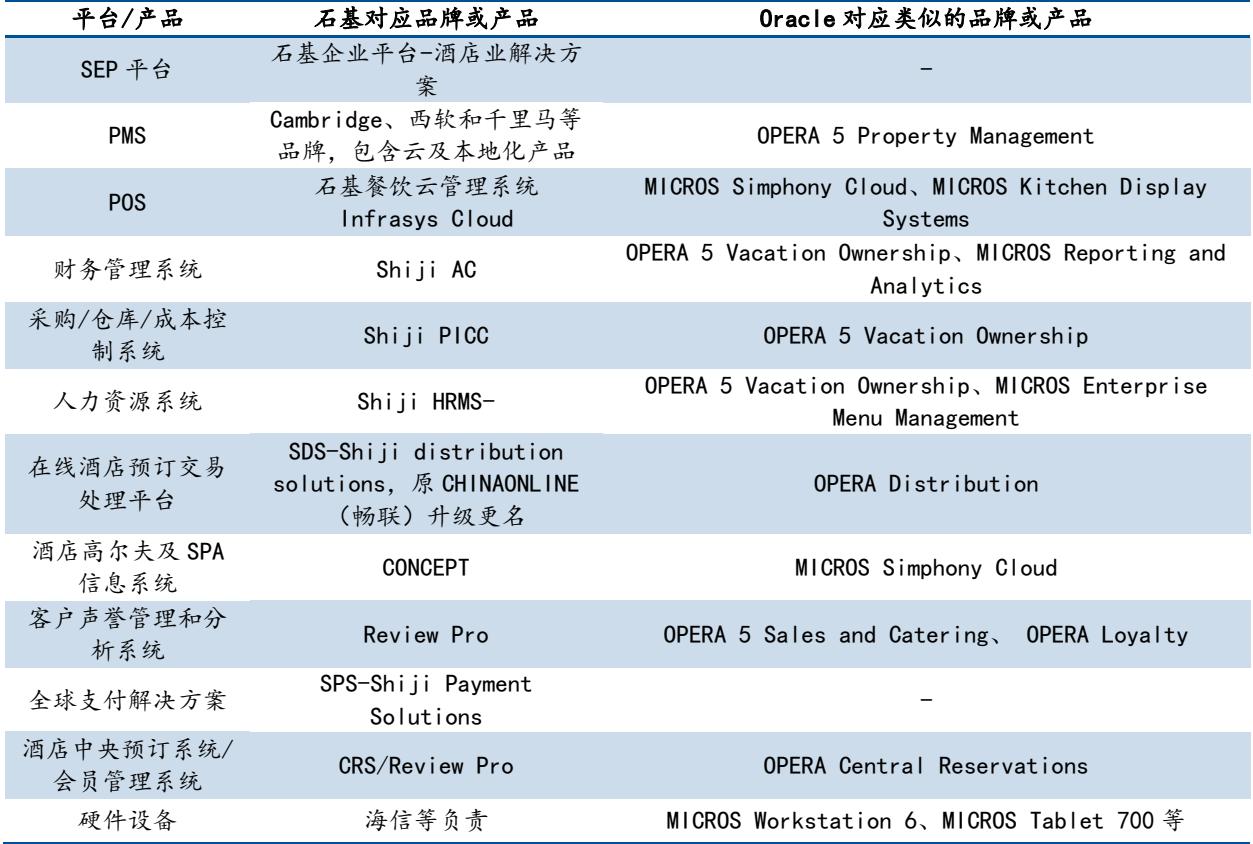 平台/产品 石基对应品牌或产品 Oracle 对应类似的品牌或产品
SEP 平台 石基企业平台-酒店业解决方
案 -
PMS Cambridge、西软和千里马等
品牌，包含云及本地化产品 OPERA 5 Property Management
POS 石基餐饮云管理系统
Infrasys Cloud MICROS Simphony Cloud、MICROS Kitchen Display
Systems
财务管理系统 Shiji AC OPERA 5 Vacation Ownership、MICROS Reporting and
Analytics
采购/仓库/成本控
制系统 Shiji PICC OPERA 5 Vacation Ownership
人力资源系统 Shiji HRMS- OPERA 5 Vacation Ownership、MICROS Enterprise
Menu Management
在线酒店预订交易
处理平台 SDS-Shiji distribution
solutions，原 CHINAONLINE
（畅联）升级更名 OPERA Distribution
酒店高尔夫及 SPA
信息系统 CONCEPT MICROS Simphony Cloud
客户声誉管理和分
析系统 Review Pro OPERA 5 Sales and Catering、 OPERA Loyalty
全球支付解决方案 SPS-Shiji Payment
Solutions -
酒店中央预订系统/
会员管理系统 CRS/Review Pro OPERA Central Reservations
硬件设备 海信等负责 MICROS Workstation 6、MICROS Tablet 700 等